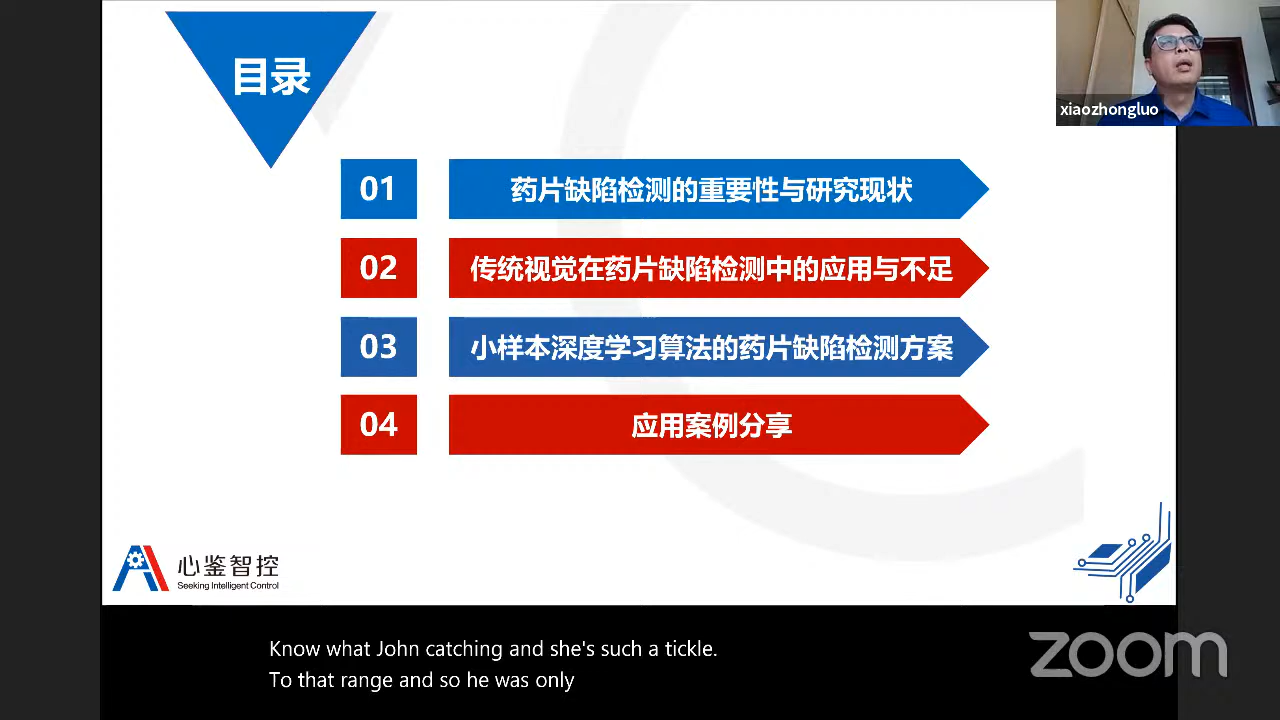 目录
xiaozhongluo
01
药片缺陷检测的重要性与研究现状
02
传统视觉在药片缺陷检测中的应用与不足
03
小样本深度学习算法的药片缺陷检测方案
04
应用案例分享
心鉴智控
Seeking Intelligent Control
Know what John catching and she's such a tickle.
To that range and so he was only
zoom